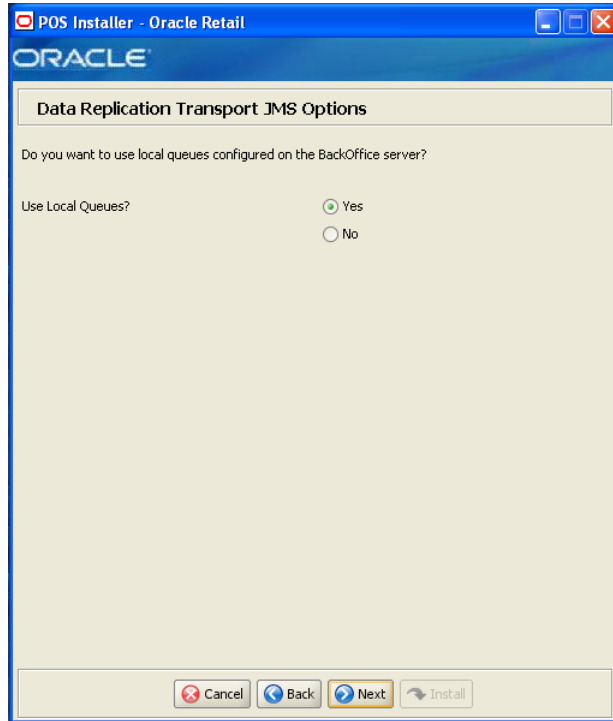 POS Installer - Oracle Retail
ORACLE
Data Replication Transport JMS Options
Do you want to use local queues configured on the BackOffice server?
Use Local Queues? Yes
No
Cancel Back Next Install